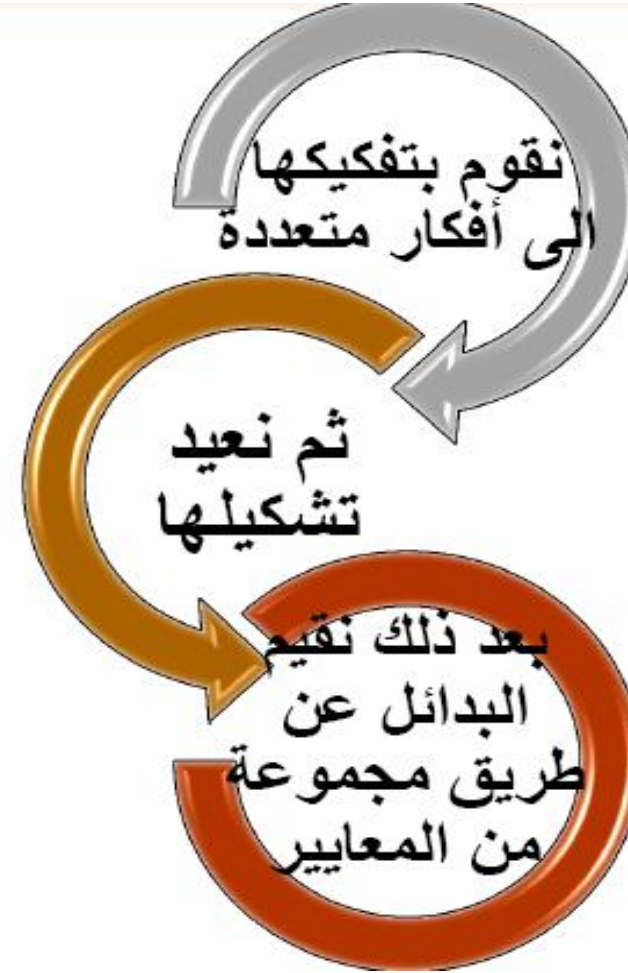 نقوم بتفكيكها
الى أفكار متعددة
ثم نعيد
تشكيلها
بعد ذلك نقيم
البدائل عن
طريق مجموعة
من المعايير